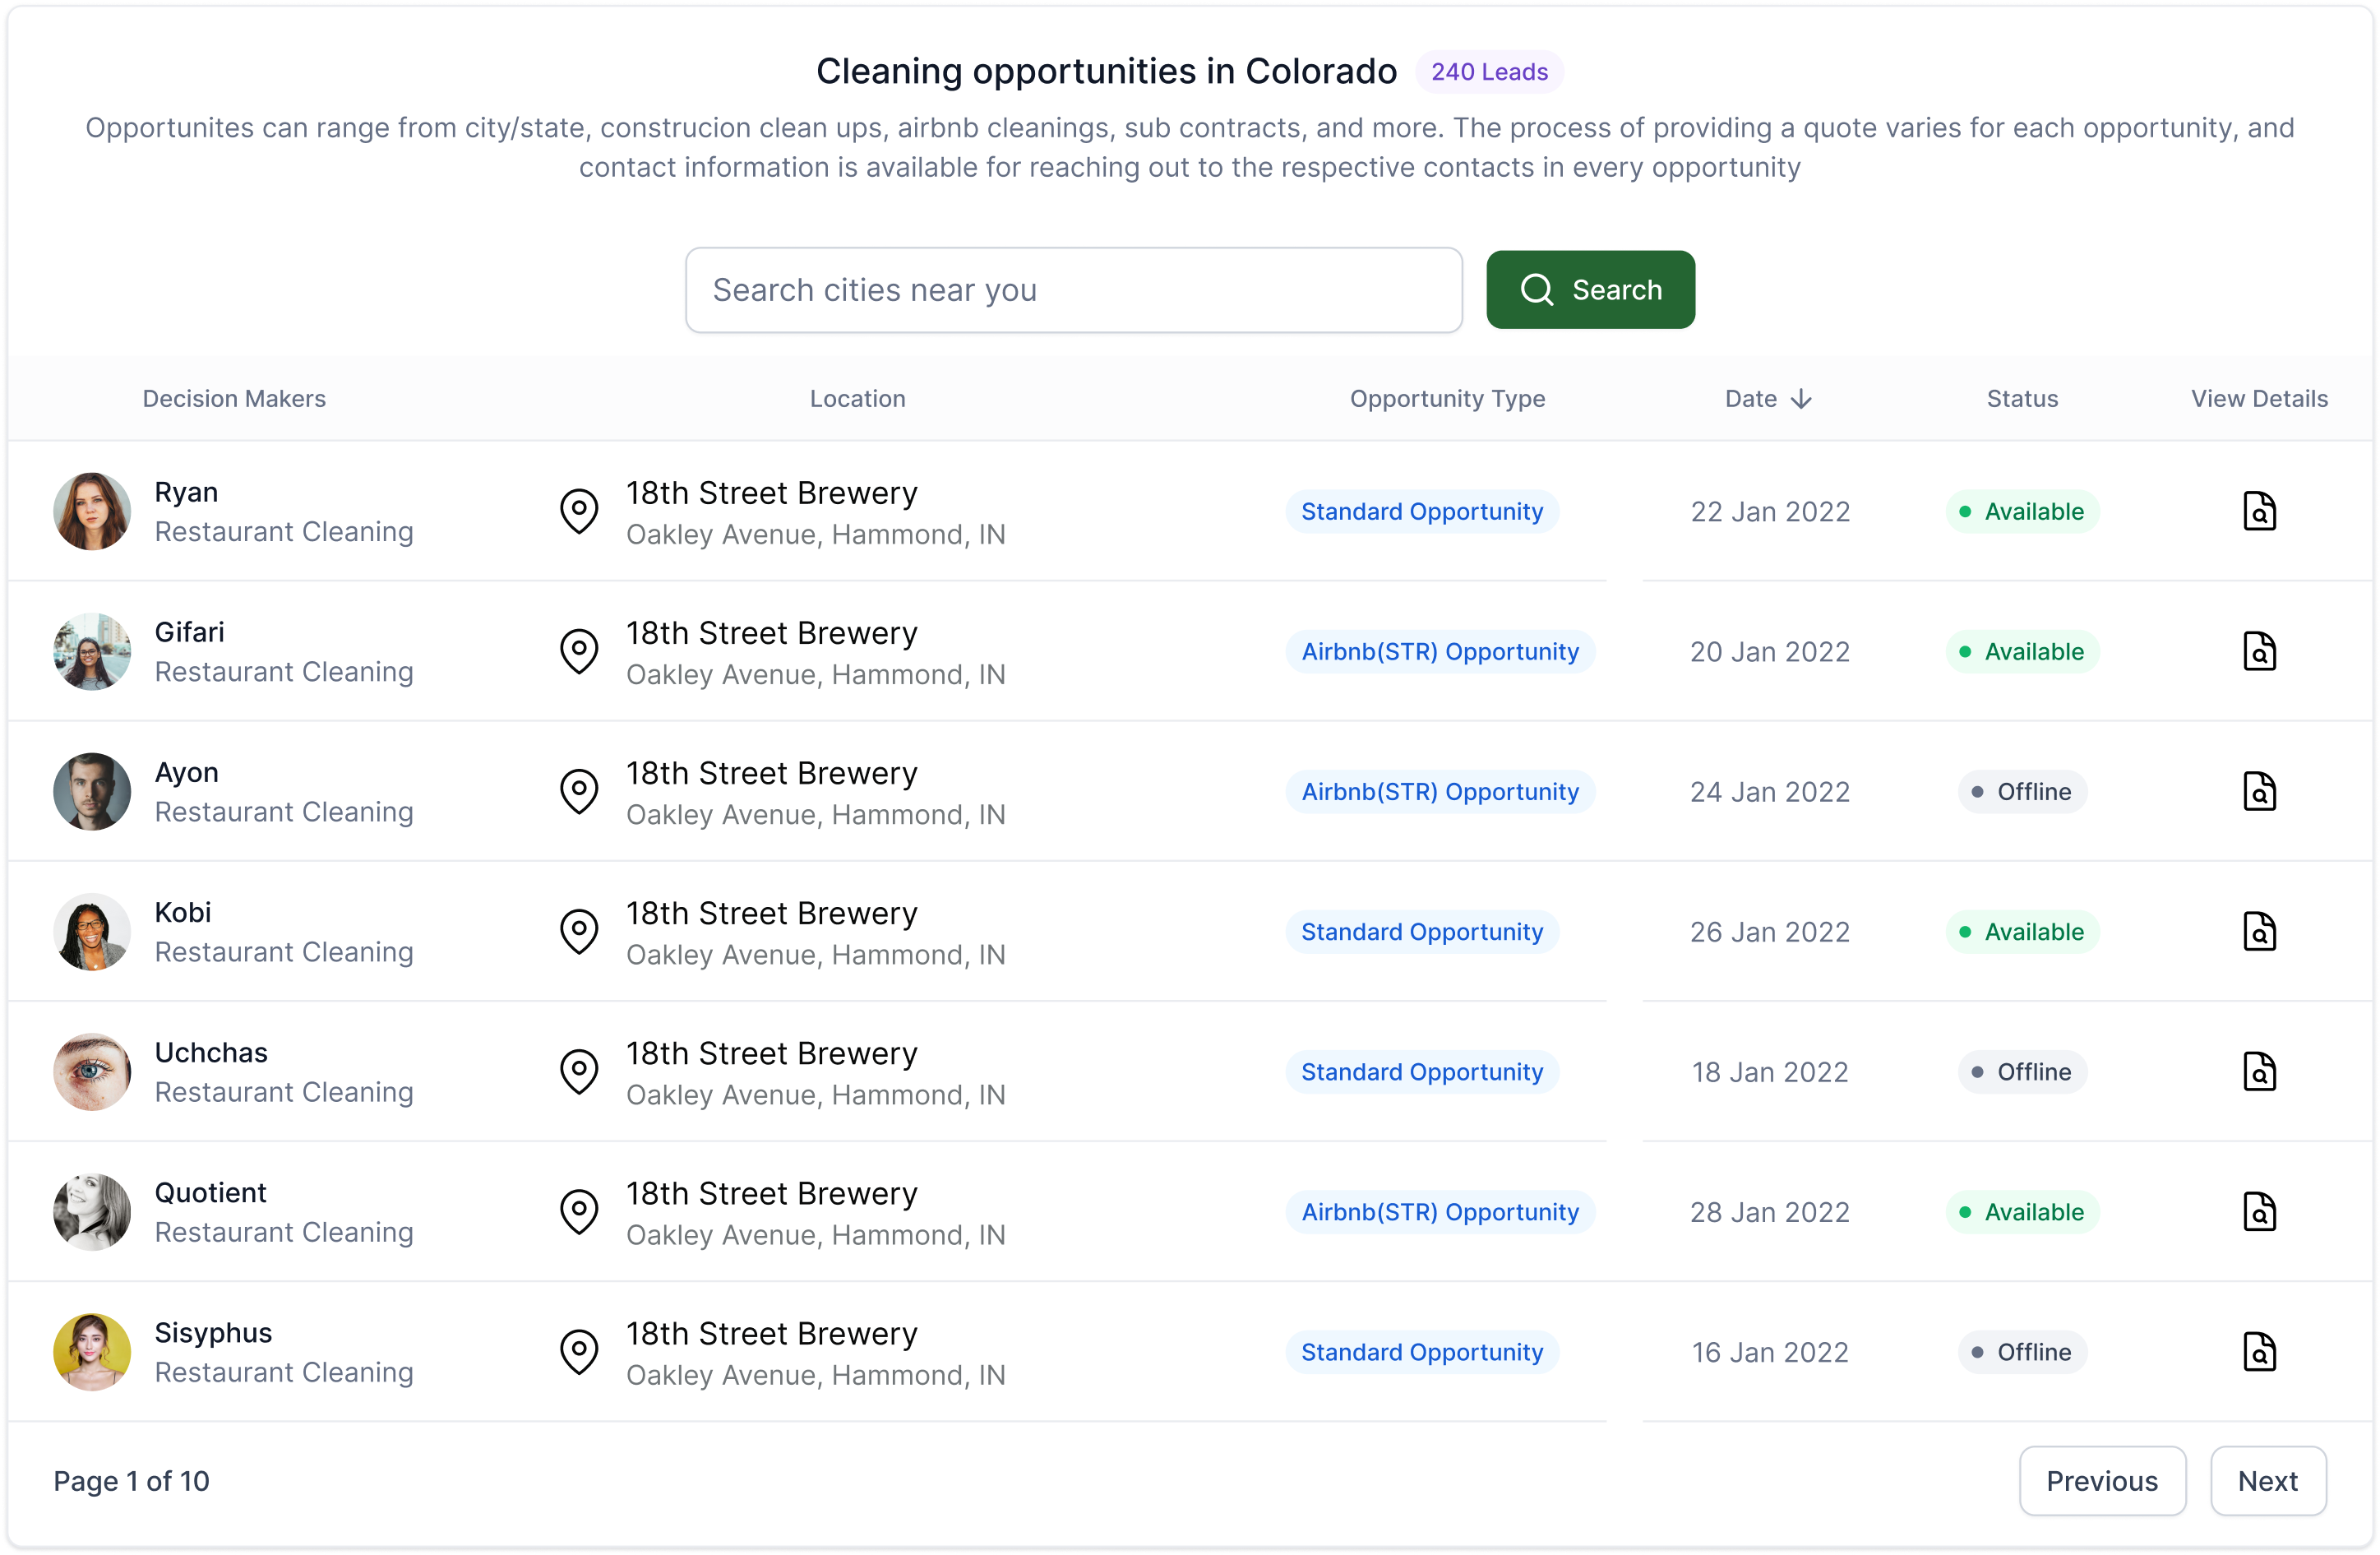 Cleaning opportunities in Colorado 240 Leads
Opportunites can range from city/state, construcion clean ups, airbnb cleanings, sub contracts, and more. The process of providing a quote varies for each opportunity, and
contact information is available for reaching out to the respective contacts in every opportunity
Search cities near you Search
Decision Makers Location Opportunity Type Date Status View Details
Ryan
Restaurant Cleaning
18th Street Brewery
Oakley Avenue, Hammond, IN
Standard Opportunity
22 Jan 2022
Available
Gifari
Restaurant Cleaning
18th Street Brewery
Oakley Avenue, Hammond, IN
Airbnb(STR) Opportunity
20 Jan 2022
Available
Ayon
Restaurant Cleaning
18th Street Brewery
Oakley Avenue, Hammond, IN
Airbnb(STR) Opportunity
24 Jan 2022
Offline
Kobi
Restaurant Cleaning
18th Street Brewery
Oakley Avenue, Hammond, IN
Standard Opportunity
26 Jan 2022
Available
Uchchas
Restaurant Cleaning
18th Street Brewery
Oakley Avenue, Hammond, IN
Standard Opportunity
18 Jan 2022
Offline
Quotient
Restaurant Cleaning
18th Street Brewery
Oakley Avenue, Hammond, IN
Airbnb(STR) Opportunity
28 Jan 2022
Available
Sisyphus
Restaurant Cleaning
18th Street Brewery
Oakley Avenue, Hammond, IN
Standard Opportunity
16 Jan 2022
Offline
Page 1 of 10 Previous Next